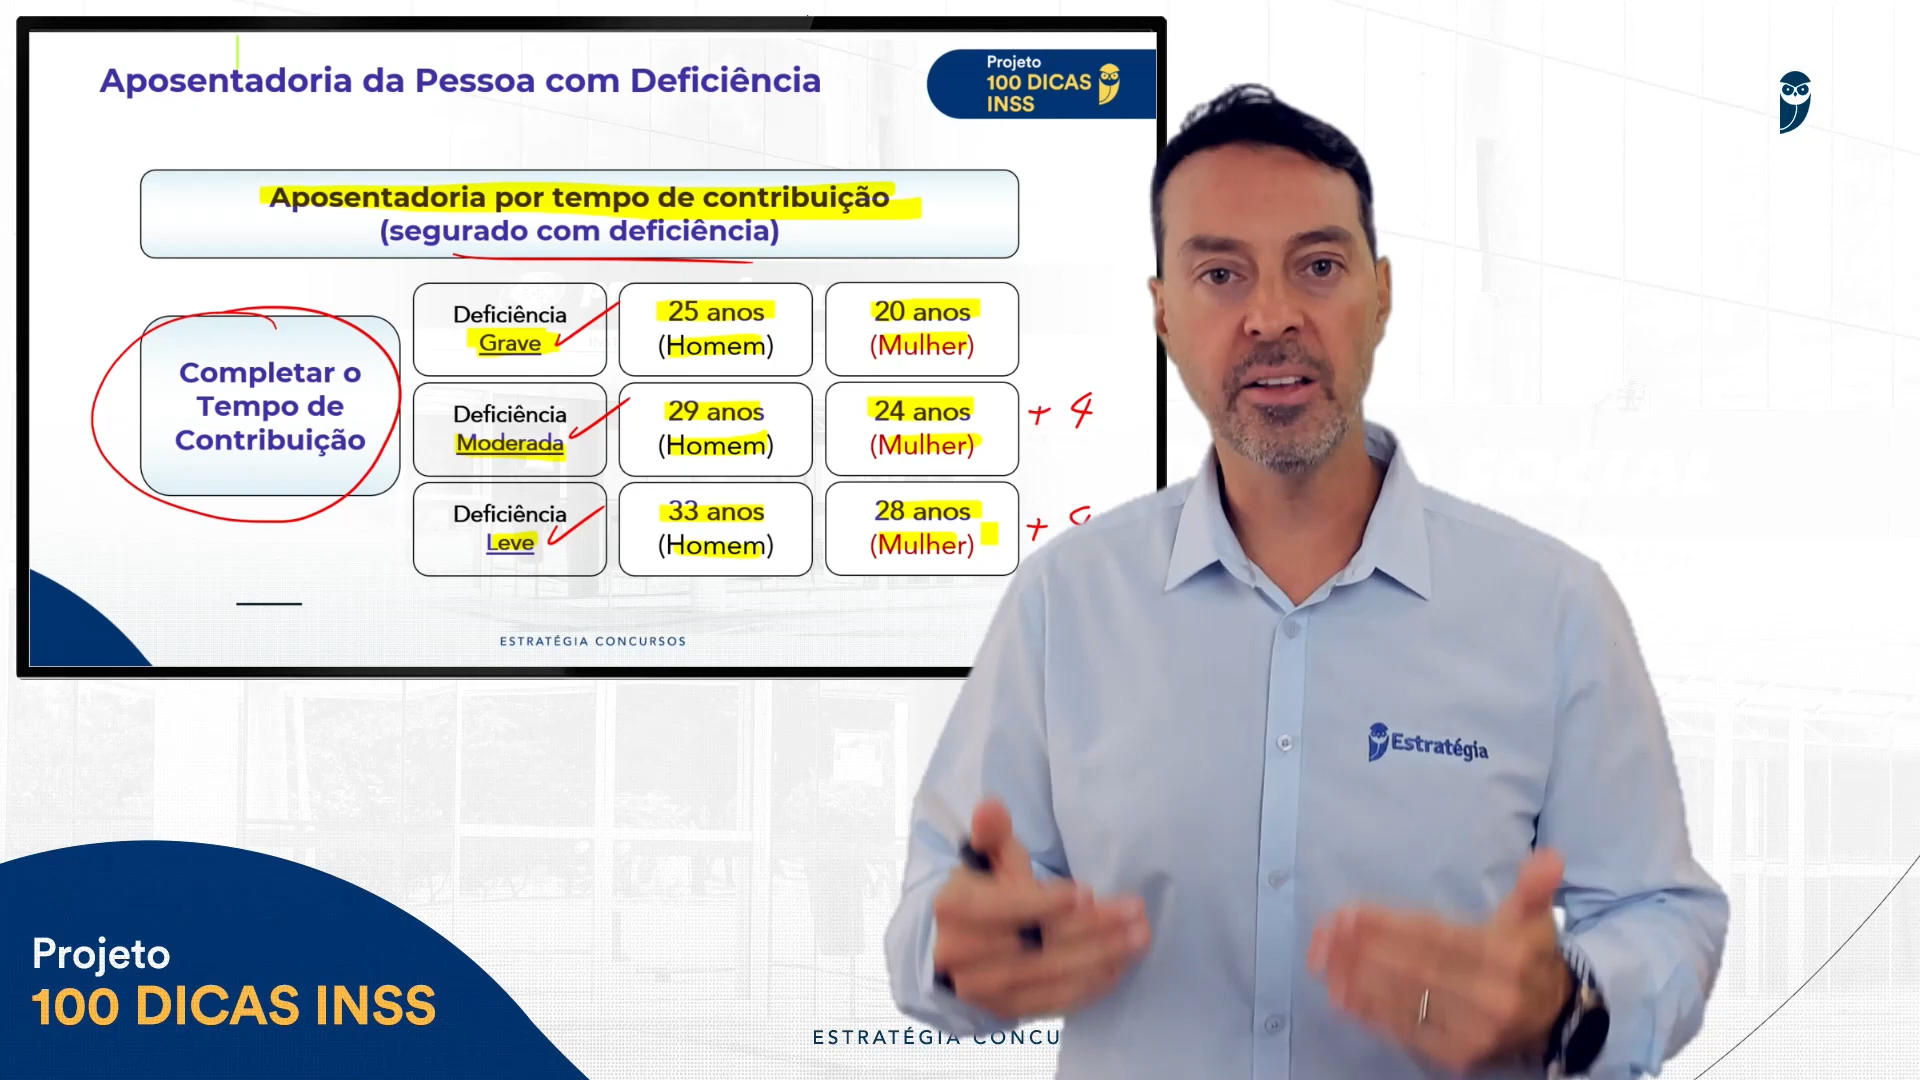 Aposentadoria da Pessoa com Deficiência
Projeto
100 DICAS
INSS
Aposentadoria por tempo de contribuição
(segurado com deficiência)
Completar o
Tempo de
Contribuição
Deficiência
Grave
25 anos
(Homem)
20 anos
(Mulher)
Deficiência
Moderada
29 anos
(Homem)
24 anos
(Mulher)
+ 4
Deficiência
Leve
33 anos
(Homem)
28 anos
(Mulher)
+
ESTRATÉGIA CONCURSOS
Estratégia
Projeto
100 DICAS INSS
ESTRATÉGIA CONCU